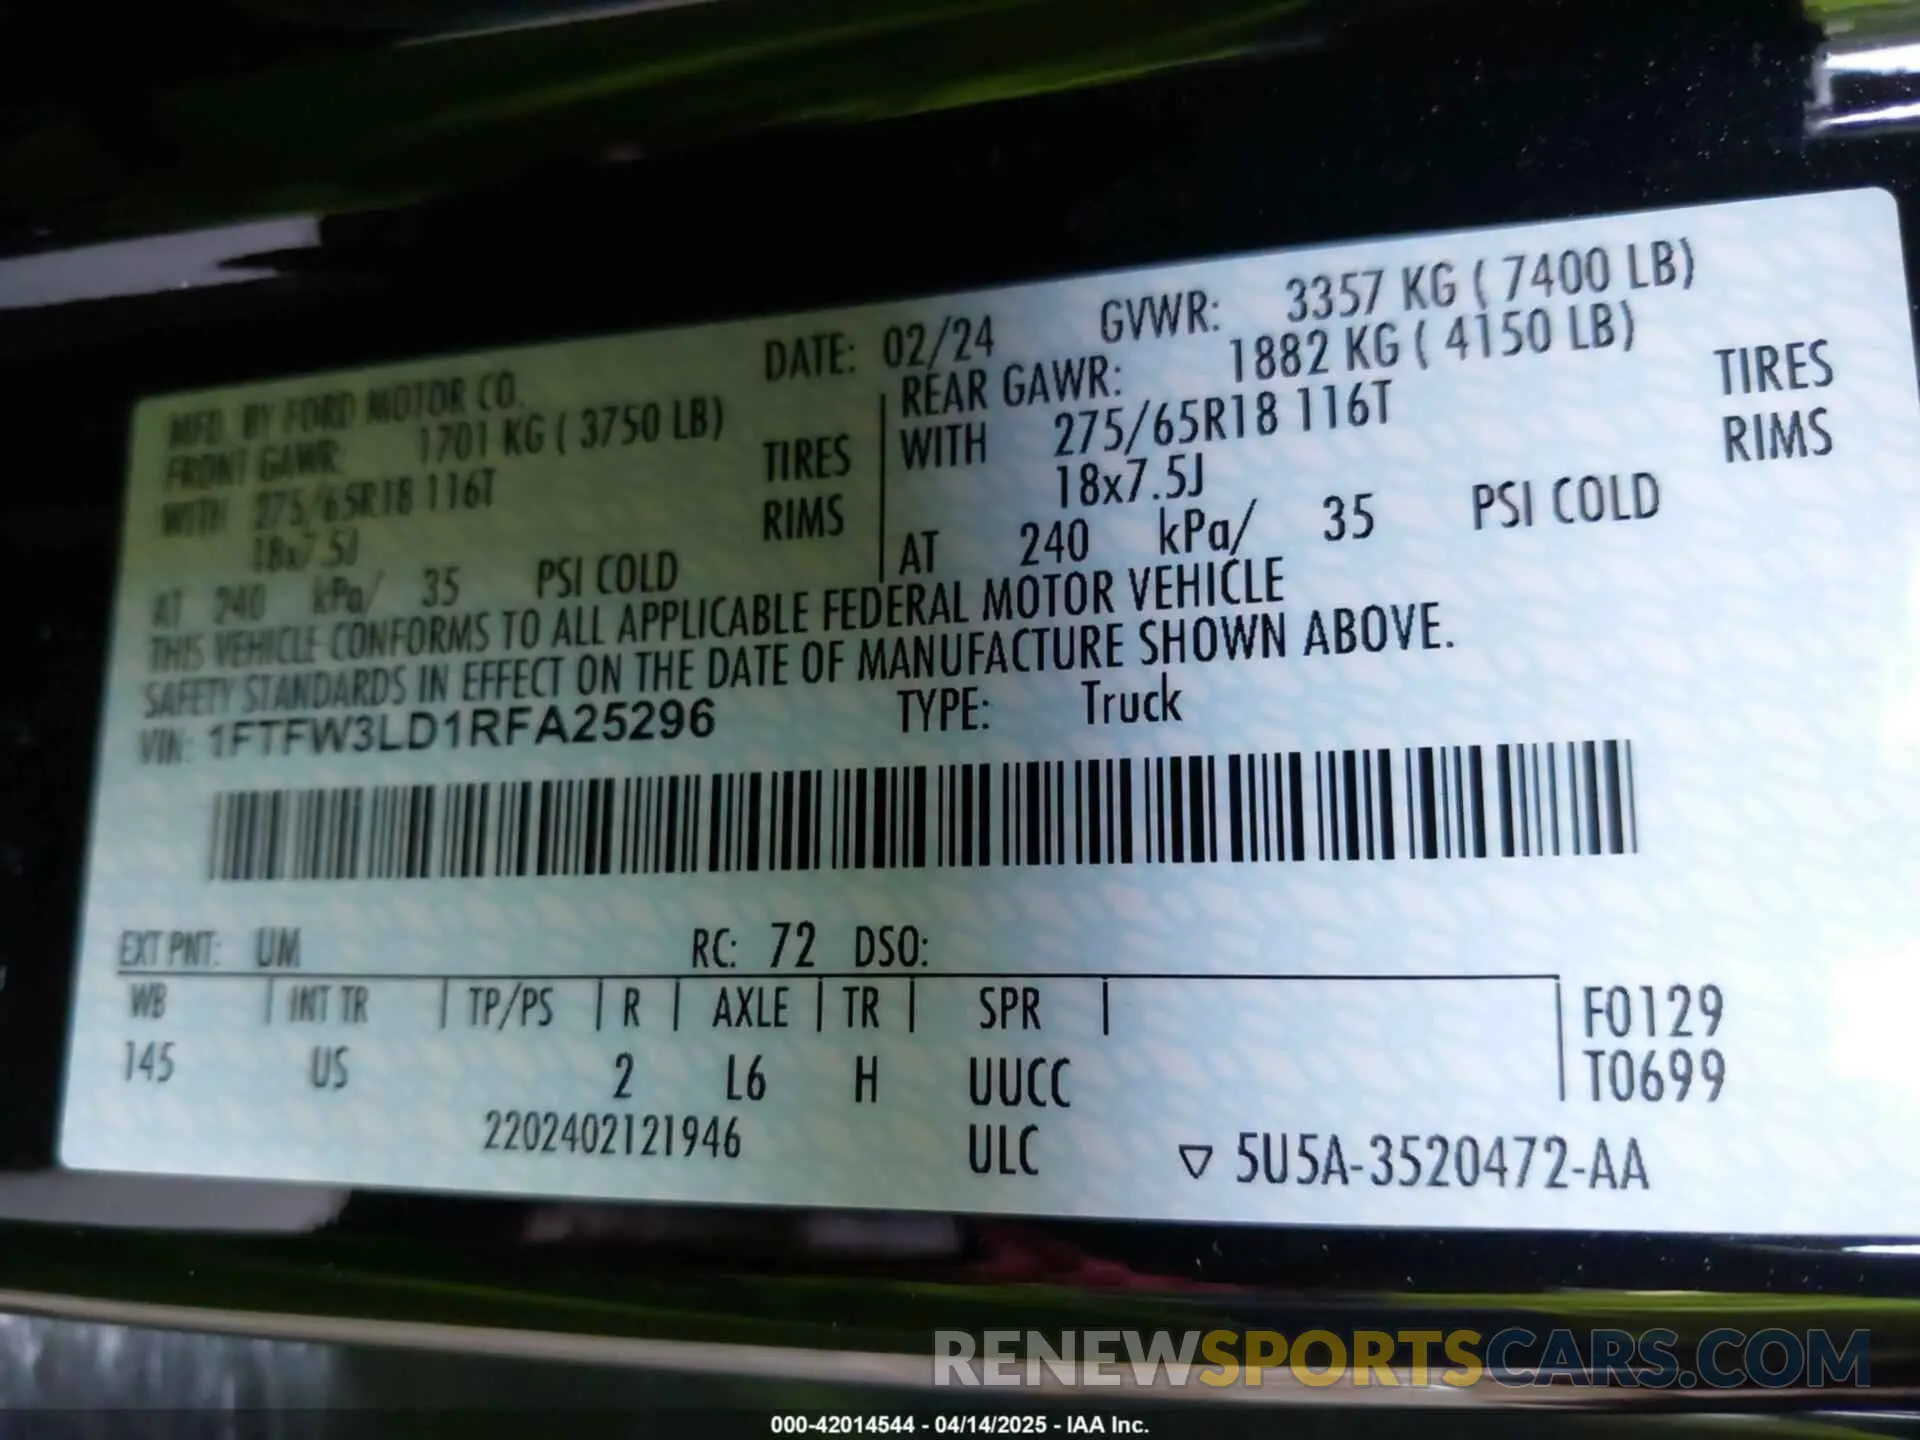 MFD. BY FORD MOTOR CO. DATE: 02/24 GVWR: 3357 KG ( 7400 LB)
FRONT GAWR: 1701 KG ( 3750 LB) REAR GAWR: 1882 KG ( 4150 LB)
WITH 275/65R18 116T TIRES WITH 275/65R18 116T TIRES
18x7.5J RIMS 18x7.5J RIMS
AT 240 kPa/ 35 PSI COLD AT 240 kPa/ 35 PSI COLD
THIS VEHICLE CONFORMS TO ALL APPLICABLE FEDERAL MOTOR VEHICLE
SAFETY STANDARDS IN EFFECT ON THE DATE OF MANUFACTURE SHOWN ABOVE.
VIN: 1FTFW3LD1RFA25296 TYPE: Truck
EXT PNT: UM RC: 72 DSO:
WB | INT TR | TP/PS | R | AXLE | TR | SPR | F0129
145 US 2 L6 H UUCC T0699
2202402121946 ULC ▽ 5U5A-3520472-AA
RENEWSPORTSCARS.COM
000-42014544 - 04/14/2025 - IAA Inc.